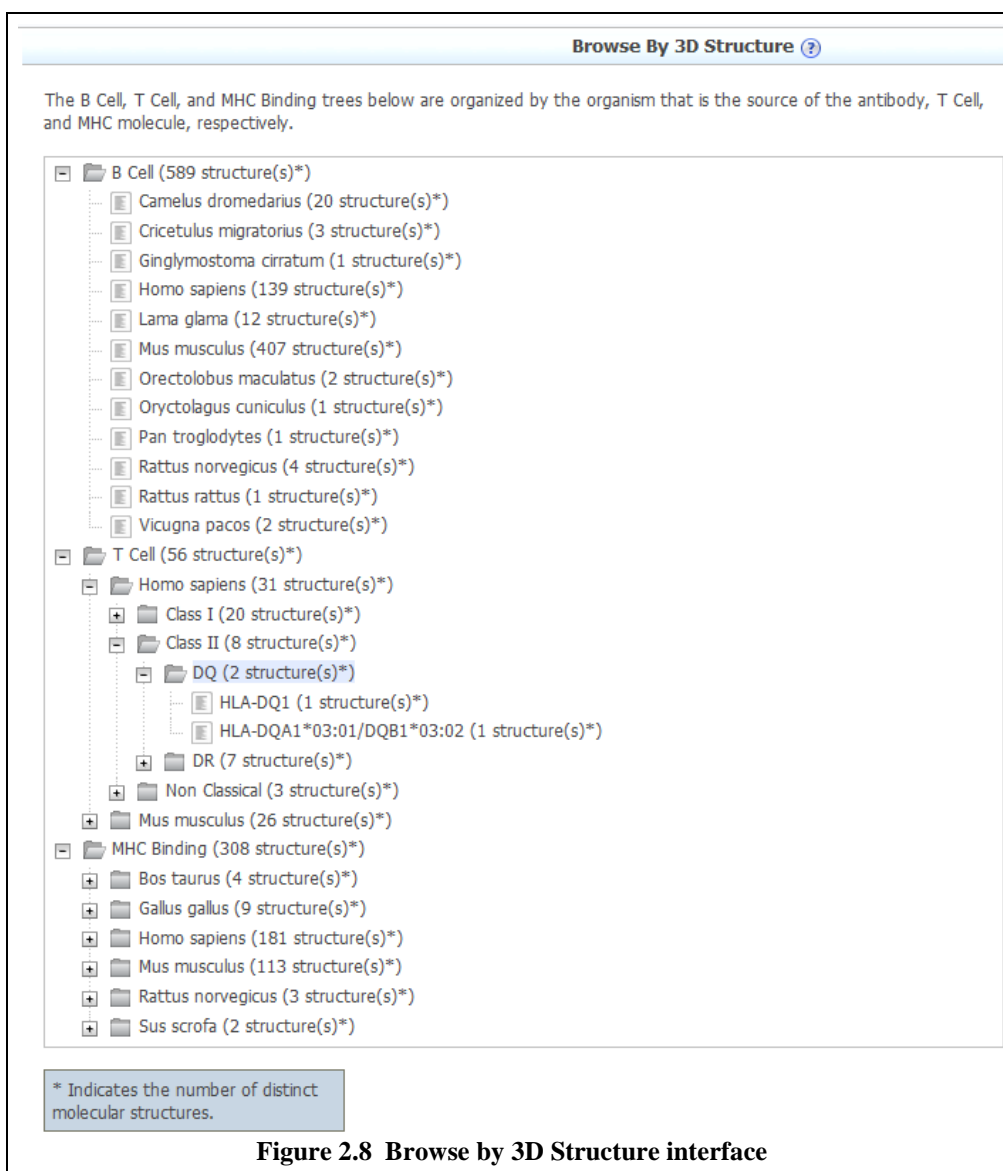 Browse By 3D Structure ?
The B Cell, T Cell, and MHC Binding trees below are organized by the organism that is the source of the antibody, T Cell,
and MHC molecule, respectively.
B Cell (589 structure(s)*)
Camelus dromedarius (20 structure(s)*)
Cricetulus migratorius (3 structure(s)*)
Ginglymostoma cirratum (1 structure(s)*)
Homo sapiens (139 structure(s)*)
Lama glama (12 structure(s)*)
Mus musculus (407 structure(s)*)
Orectolobus maculatus (2 structure(s)*)
Oryctolagus cuniculus (1 structure(s)*)
Pan troglodytes (1 structure(s)*)
Rattus norvegicus (4 structure(s)*)
Rattus rattus (1 structure(s)*)
Vicugna pacos (2 structure(s)*)
T Cell (56 structure(s)*)
Homo sapiens (31 structure(s)*)
Class I (20 structure(s)*)
Class II (8 structure(s)*)
DQ (2 structure(s)*)
HLA-DQ1 (1 structure(s)*)
HLA-DQA1*03:01/DQB1*03:02 (1 structure(s)*)
DR (7 structure(s)*)
Non Classical (3 structure(s)*)
Mus musculus (26 structure(s)*)
MHC Binding (308 structure(s)*)
Bos taurus (4 structure(s)*)
Gallus gallus (9 structure(s)*)
Homo sapiens (181 structure(s)*)
Mus musculus (113 structure(s)*)
Rattus norvegicus (3 structure(s)*)
Sus scrofa (2 structure(s)*)
* Indicates the number of distinct
molecular structures.
Figure 2.8 Browse by 3D Structure interface